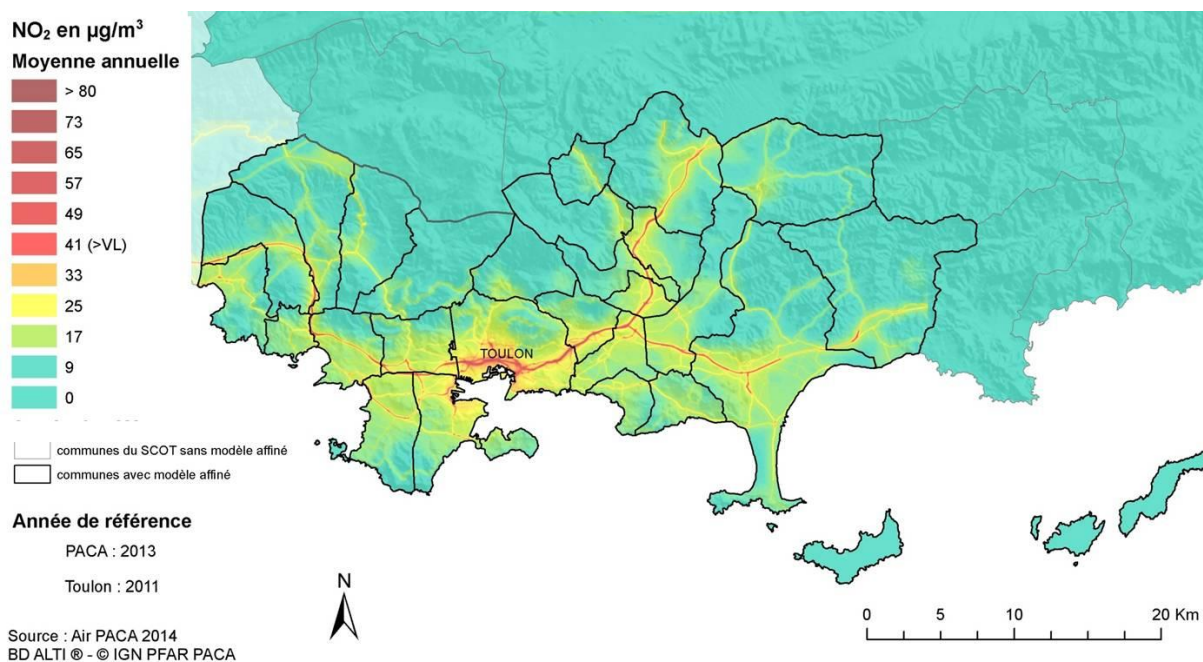 NO₂ en µg/m³
Moyenne annuelle
> 80
73
65
57
49
41 (>VL)
33
25
17
9
0
communes du SCOT sans modèle affiné
communes avec modèle affiné
Année de référence
PACA : 2013
Toulon : 2011
Source : Air PACA 2014
BD ALTI ® - © IGN PFAR PACA
TOULON
N
0 5 10 20 Km